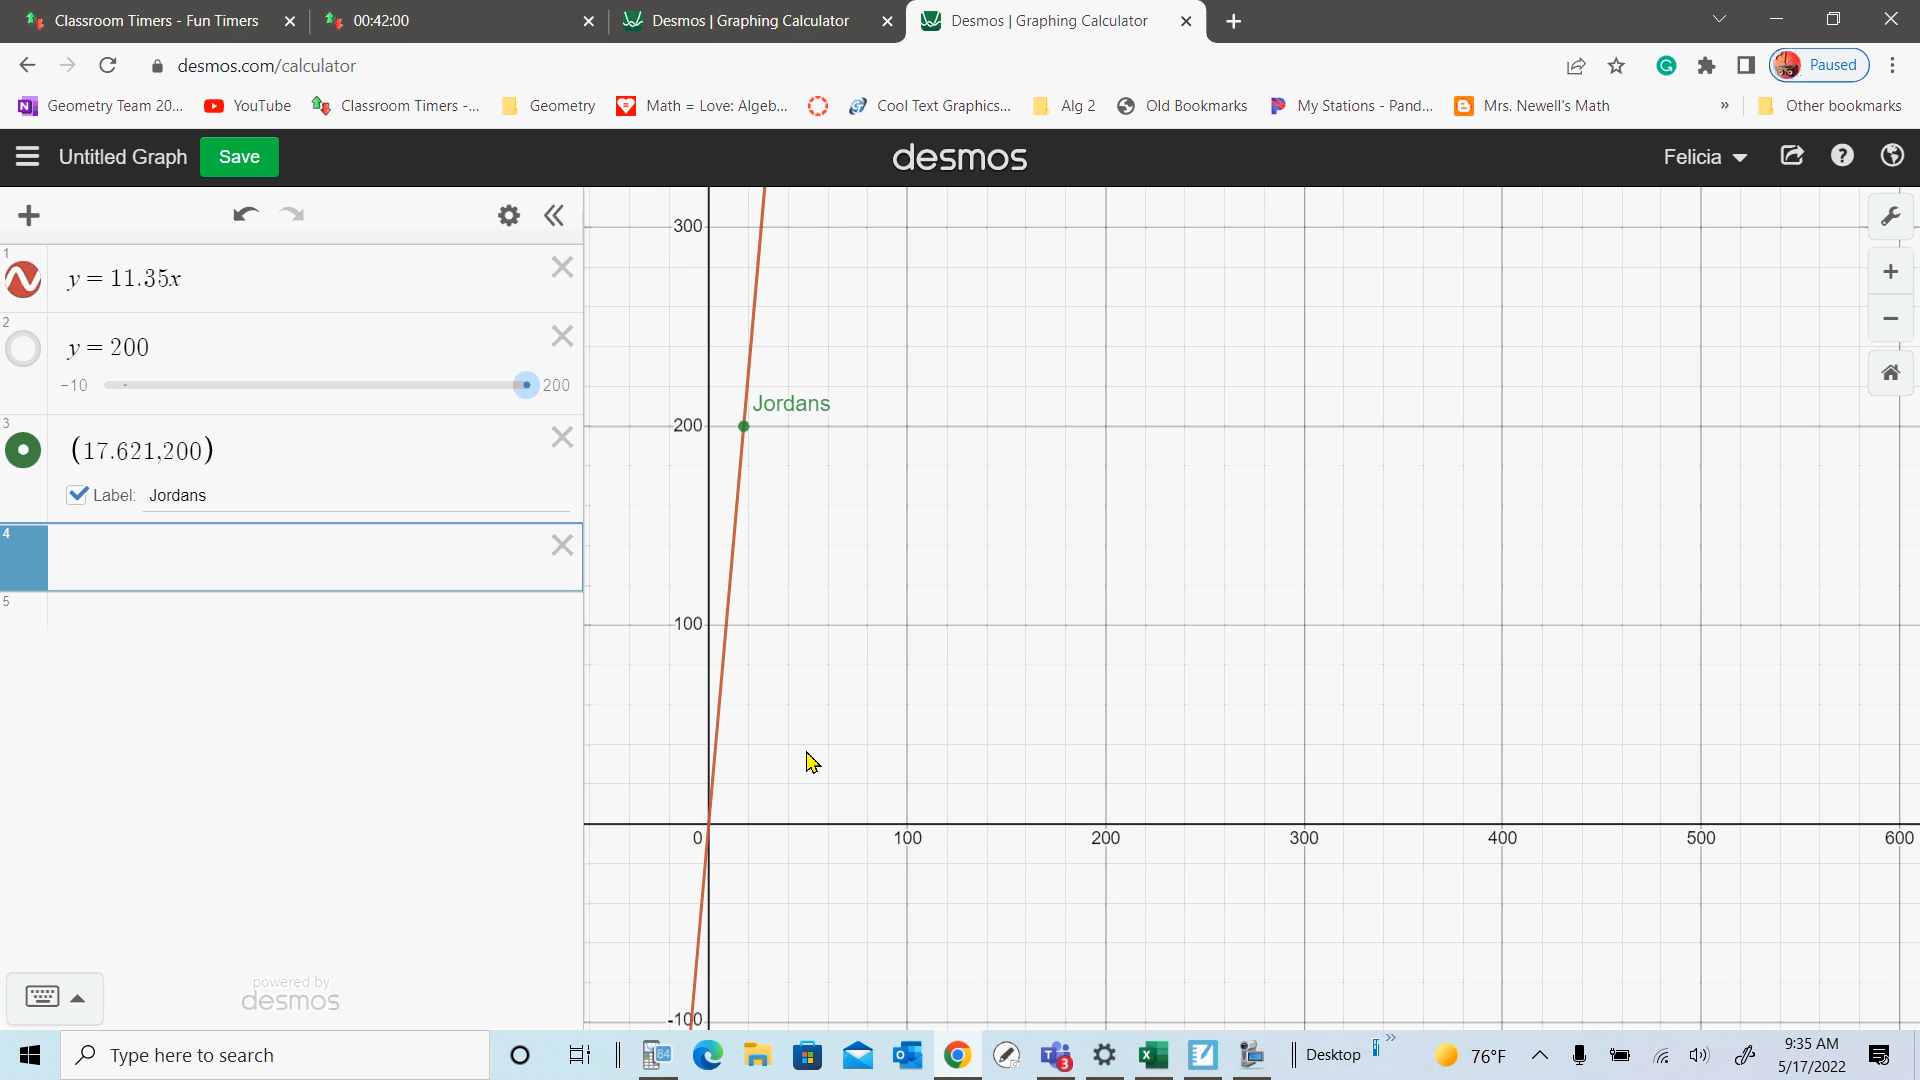 Classroom Timers - Fun Timers
00:42:00
Desmos | Graphing Calculator
Desmos | Graphing Calculator
desmos.com/calculator
Paused
Geometry Team 20...
YouTube
Classroom Timers -...
Geometry
Math = Love: Algeb...
Cool Text Graphics...
Alg 2
Old Bookmarks
My Stations - Pand...
Mrs. Newell's Math
»
Other bookmarks
Untitled Graph
Save
desmos
Felicia
1
y = 11.35x
2
y = 200
-10
200
3
(17.621,200)
Label: Jordans
4
5
powered by
desmos
300
200
100
-100
0
100
200
300
400
500
600
Jordans
Type here to search
84
3
Desktop
»
76°F
9:35 AM
5/17/2022